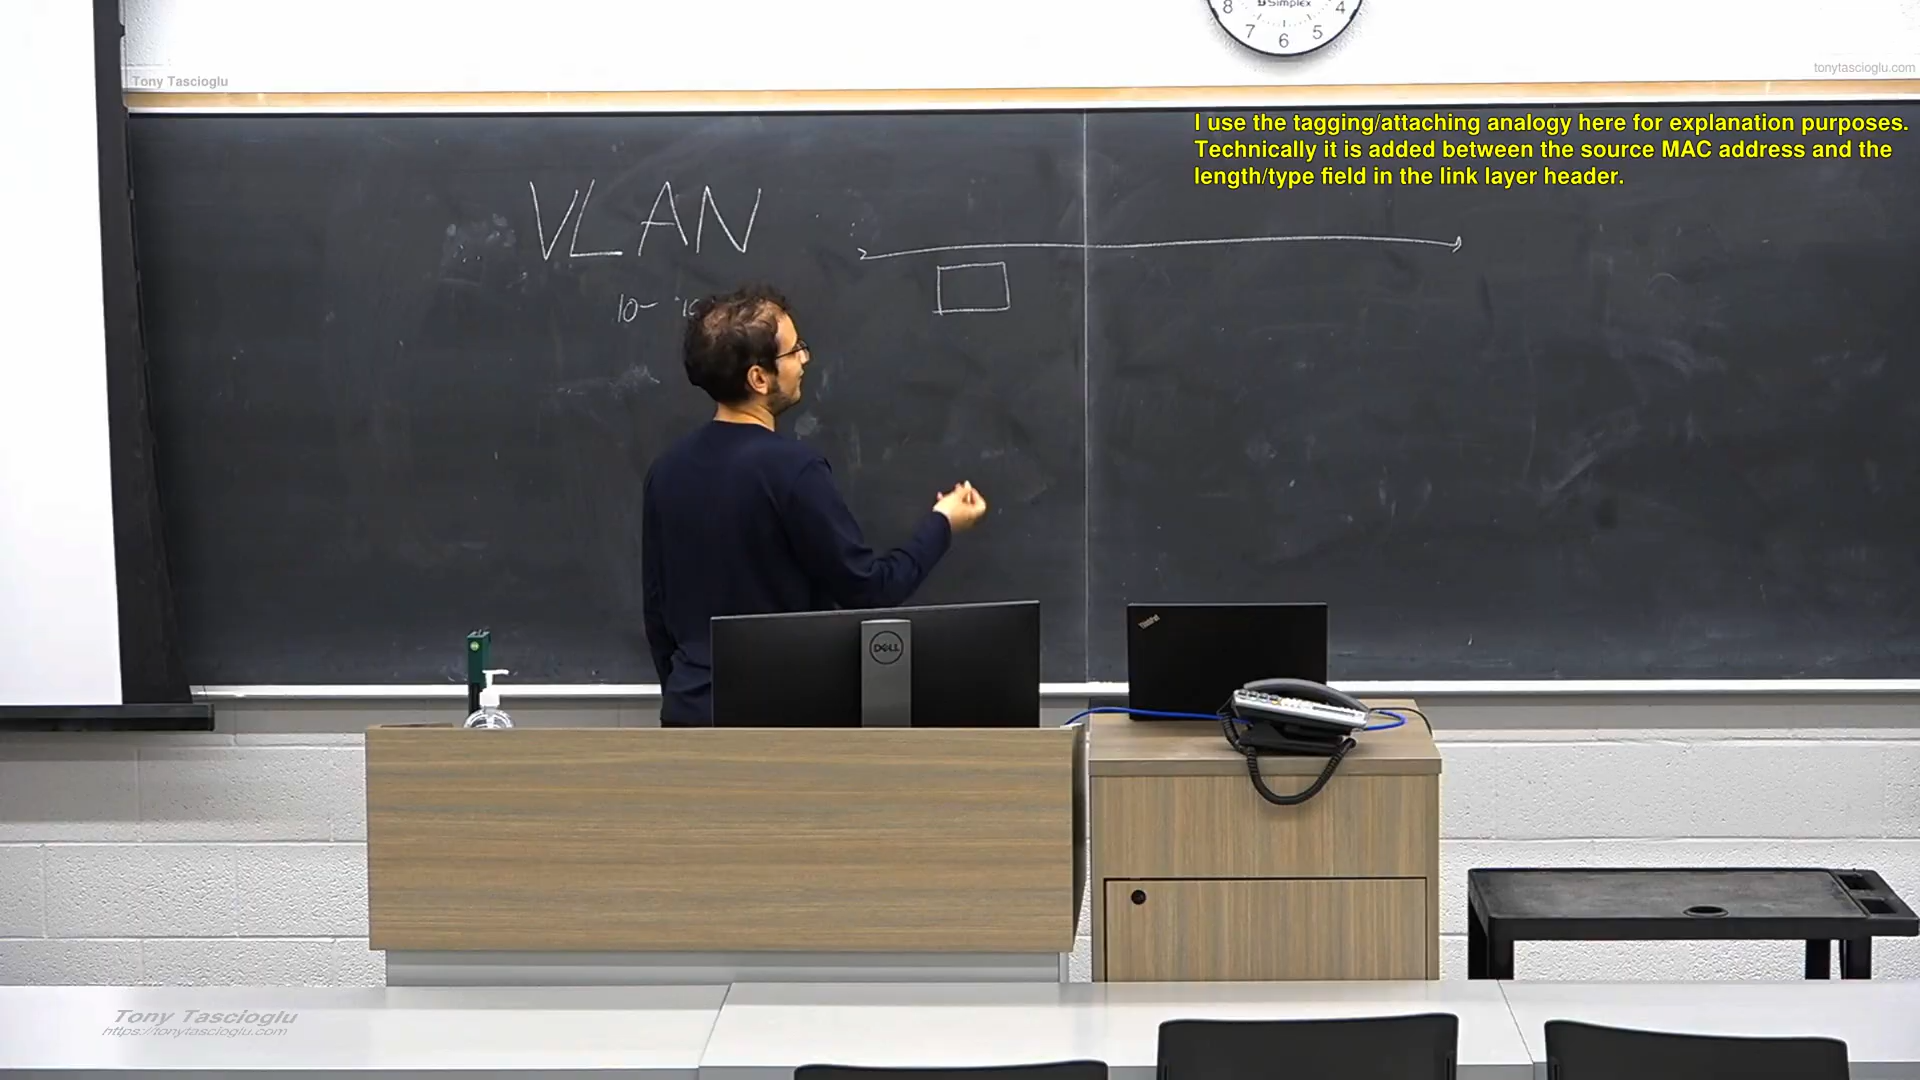 8 Simplex 4
7 6 5
Tony Tascioglu
tonytascioglu.com
I use the tagging/attaching analogy here for explanation purposes.
Technically it is added between the source MAC address and the
length/type field in the link layer header.
VLAN
10-
DELL
ThinkPad
Tony Tascioglu
https://tonytascioglu.com